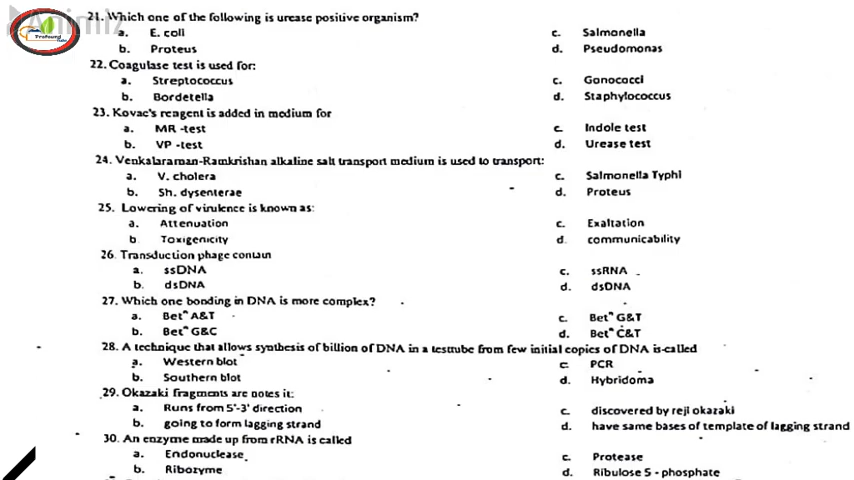 21. Which one of the following is urease positive organism?
a. E. coli c. Salmonella
b. Proteus d. Pseudomonas
22. Coagulase test is used for:
a. Streptococcus c. Gonococci
b. Bordetella d. Staphylococcus
23. Kovac's reagent is added in medium for
a. MR -test c. Indole test
b. VP -test d. Urease test
24. Venkalaraman-Ramkrishan alkaline salt transport medium is used to transport:
a. V. cholera c. Salmonella Typhi
b. Sh. dysenterae d. Proteus
25. Lowering of virulence is known as:
a. Attenuation c. Exaltation
b. Toxigenicity d. communicability
26. Transduction phage contain
a. ssDNA c. ssRNA
b. dsDNA d. dsDNA
27. Which one bonding in DNA is more complex?
a. Betⁿ A&T c. Betⁿ G&T
b. Betⁿ G&C d. Betⁿ C&T
28. A technique that allows synthesis of billion of DNA in a testtube from few initial copies of DNA is called
a. Western blot c. PCR
b. Southern blot d. Hybridoma
29. Okazaki fragments are notes it:
a. Runs from 5'-3' direction c. discovered by reji okazaki
b. going to form lagging strand d. have same bases of template of lagging strand
30. An enzyme made up from rRNA is called
a. Endonuclease c. Protease
b. Ribozyme d. Ribulose 5 - phosphate